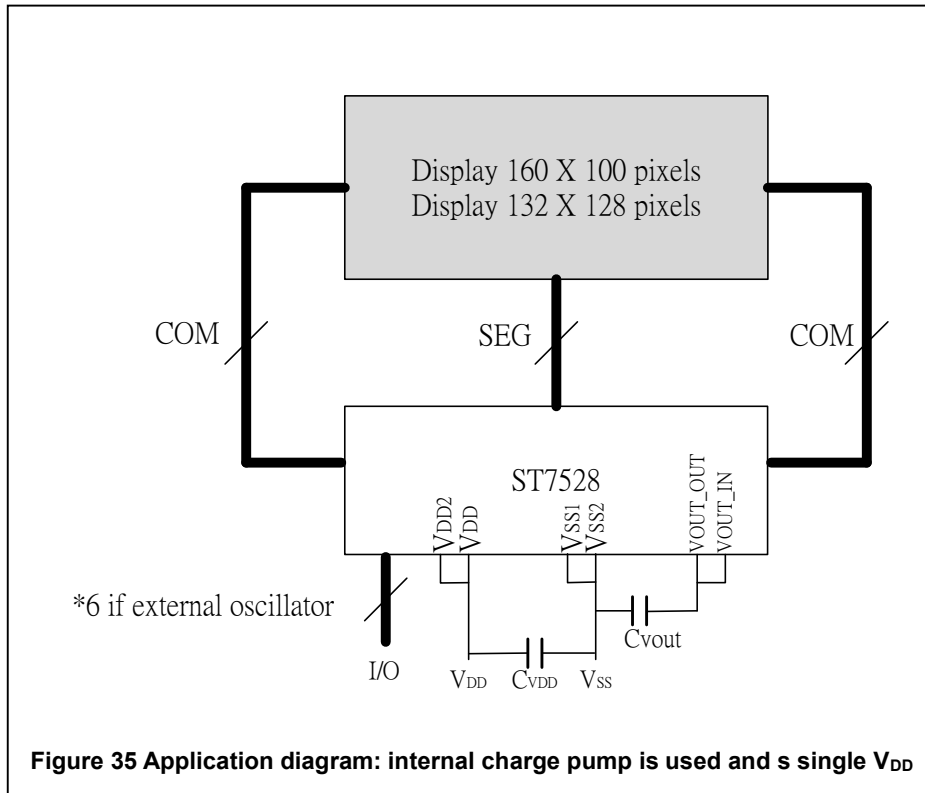 Display 160 X 100 pixels
Display 132 X 128 pixels
COM
SEG
COM
ST7528
VDD2
VDD
VSS1
VSS2
VOUT_OUT
VOUT_IN
*6 if external oscillator
I/O
VDD
CVDD
VSS
Cvout
Figure 35 Application diagram: internal charge pump is used and s single VDD